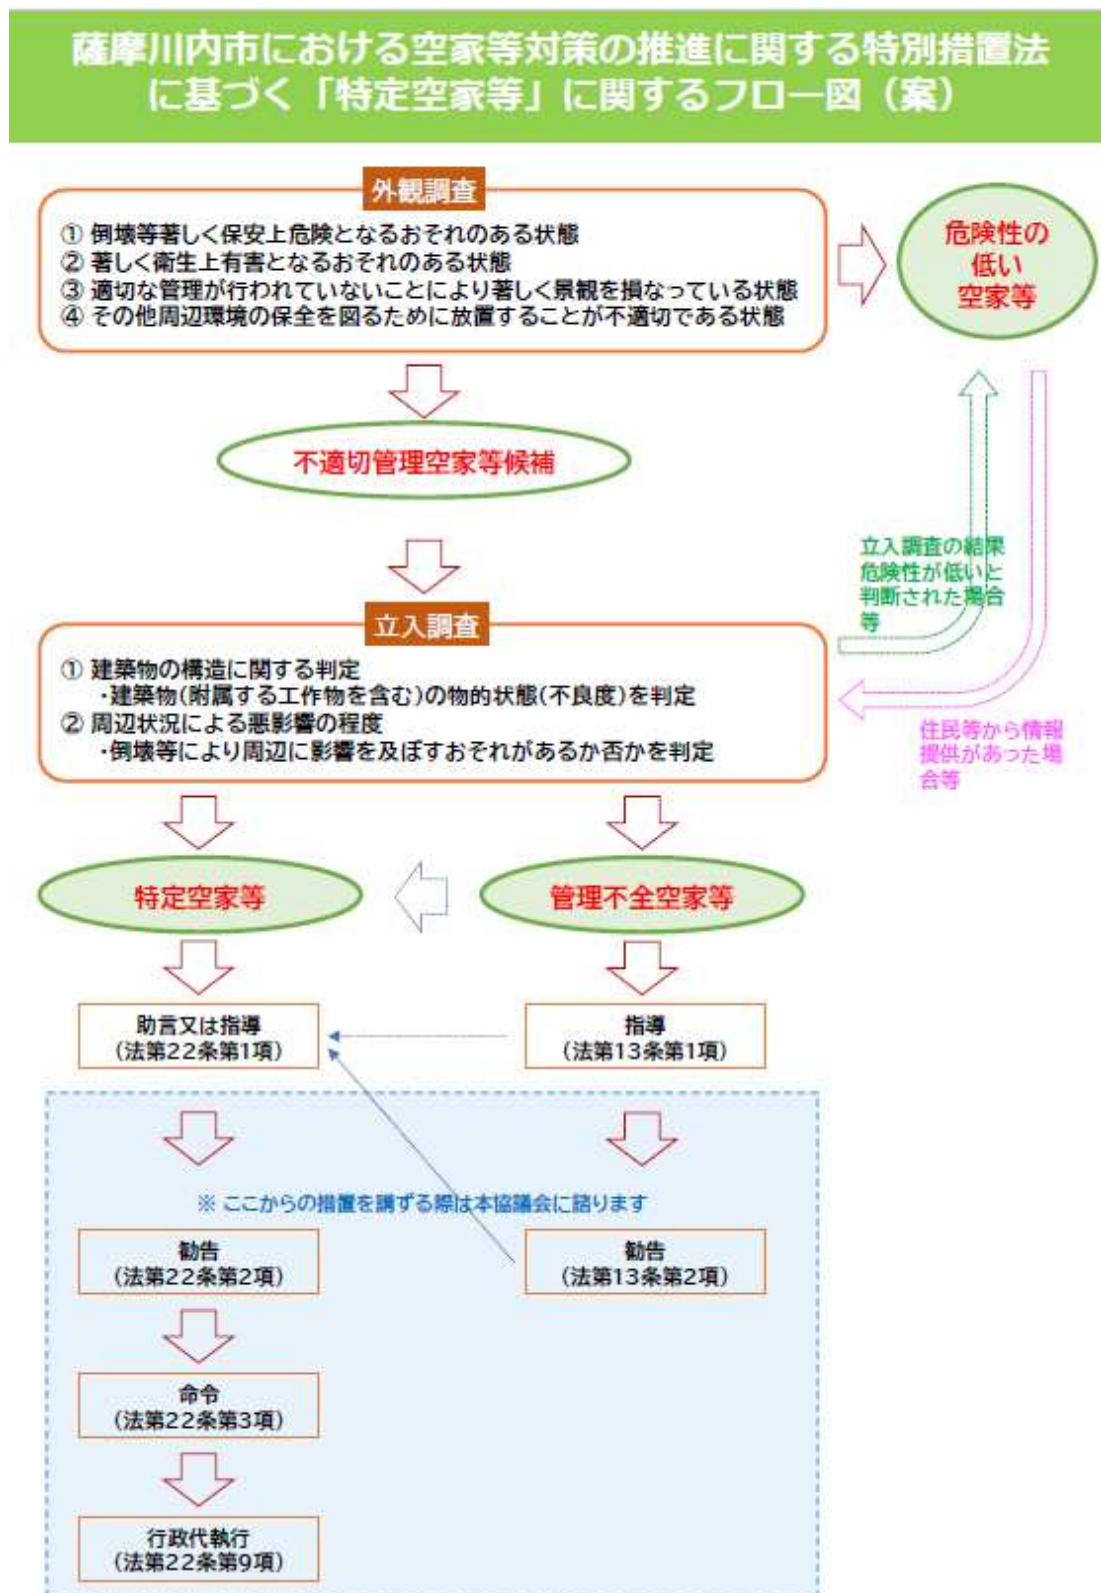 薩摩川内市における空家等対策の推進に関する特別措置法
に基づく「特定空家等」に関するフロー図（案）
外観調査
① 倒壊等著しく保安上危険となるおそれのある状態
② 著しく衛生上有害となるおそれのある状態
③ 適切な管理が行われていないことにより著しく景観を損なっている状態
④ その他周辺環境の保全を図るために放置することが不適切である状態
危険性の
低い
空家等
不適切管理空家等候補
立入調査の結果
危険性が低いと
判断された場合
等
立入調査
① 建築物の構造に関する判定
・建築物（附属する工作物を含む）の物的状態（不良度）を判定
② 周辺状況による悪影響の程度
・倒壊等により周辺に影響を及ぼすおそれがあるか否かを判定
住民等から情報
提供があった場
合等
特定空家等
管理不全空家等
助言又は指導
（法第22条第1項）
指導
（法第13条第1項）
※ ここからの措置を講ずる際は本協議会に諮ります
勧告
（法第22条第2項）
勧告
（法第13条第2項）
命令
（法第22条第3項）
行政代執行
（法第22条第9項）